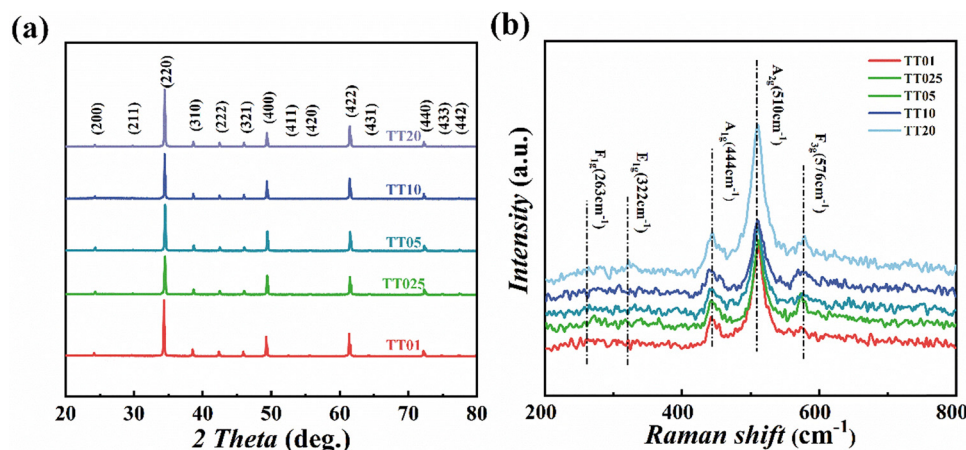 (a)
(200)
(211)
(220)
(310)
(222)
(321)
(400)
(411)
(420)
(422)
(431)
(440)
(433)
(442)
TT20
TT10
TT05
TT025
TT01
20 30 40 50 60 70 80
2 Theta (deg.)
(b)
Intensity (a.u.)
F1g(263cm-1)
E1g(322cm-1)
A1g(444cm-1)
A2g(510cm-1)
F3g(576cm-1)
TT01
TT025
TT05
TT10
TT20
200 400 600 800
Raman shift (cm-1)